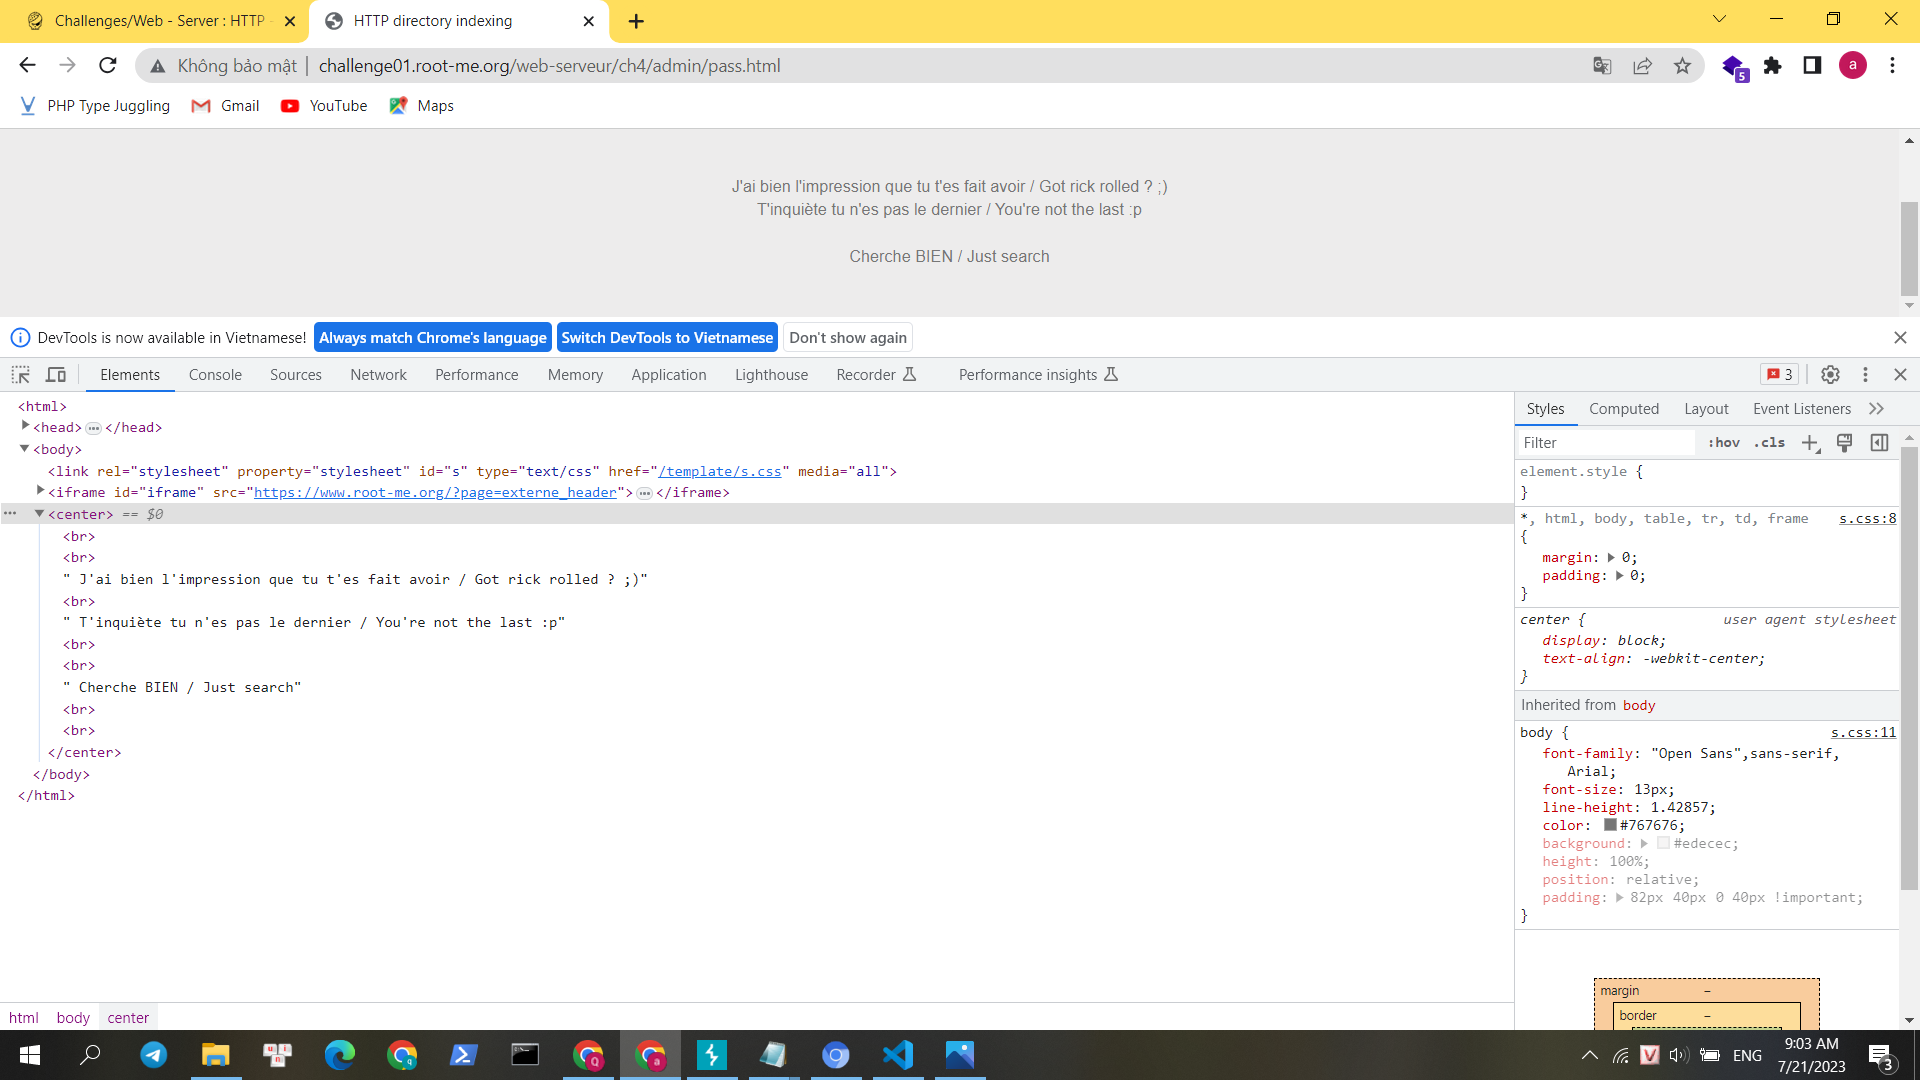 Challenges/Web - Server : HTTP
HTTP directory indexing
Không bảo mật
challenge01.root-me.org/web-serveur/ch4/admin/pass.html
5
a
PHP Type Juggling
Gmail
YouTube
Maps
J'ai bien l'impression que tu t'es fait avoir / Got rick rolled ? ;)
T'inquiète tu n'es pas le dernier / You're not the last :p
Cherche BIEN / Just search
DevTools is now available in Vietnamese!
Always match Chrome's language
Switch DevTools to Vietnamese
Don't show again
Elements
Console
Sources
Network
Performance
Memory
Application
Lighthouse
Recorder
Performance insights
3
<html>
<head> … </head>
<body>
<link rel="stylesheet" property="stylesheet" id="s" type="text/css" href="/template/s.css" media="all">
<iframe id="iframe" src="https://www.root-me.org/?page=externe_header"> … </iframe>
<center> == $0
<br>
<br>
" J'ai bien l'impression que tu t'es fait avoir / Got rick rolled ? ;)"
<br>
" T'inquiète tu n'es pas le dernier / You're not the last :p"
<br>
<br>
" Cherche BIEN / Just search"
<br>
<br>
</center>
</body>
</html>
html
body
center
Styles
Computed
Layout
Event Listeners
Filter
:hov
.cls
element.style {
}
*, html, body, table, tr, td, frame
s.css:8
{
margin: 0;
padding: 0;
}
center {
user agent stylesheet
display: block;
text-align: -webkit-center;
}
Inherited from body
body {
s.css:11
font-family: "Open Sans",sans-serif,
Arial;
font-size: 13px;
line-height: 1.42857;
color: #767676;
background: #edecec;
height: 100%;
position: relative;
padding: 82px 40px 0 40px !important;
}
margin
–
border
–
ENG
9:03 AM
7/21/2023
3